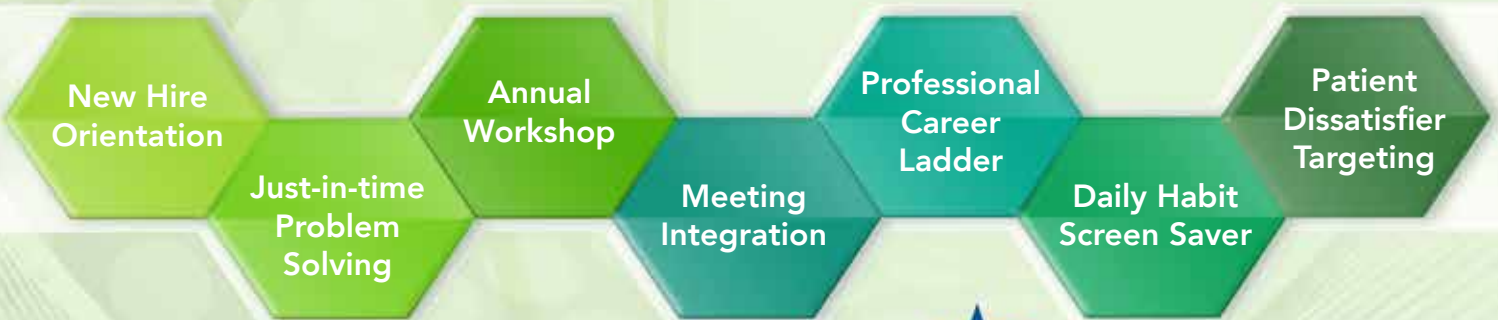 New Hire
Orientation
Just-in-time
Problem
Solving
Annual
Workshop
Meeting
Integration
Professional
Career
Ladder
Daily Habit
Screen Saver
Patient
Dissatisfier
Targeting